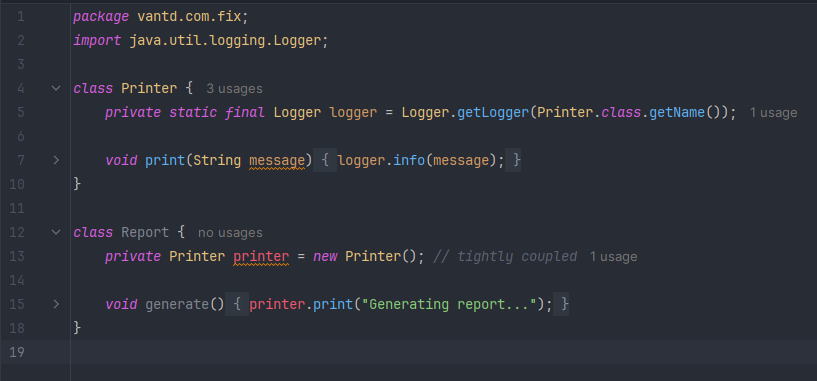 1 package vantd.com.fix;
2 import java.util.logging.Logger;
3
4 class Printer { 3 usages
5 private static final Logger logger = Logger.getLogger(Printer.class.getName()); 1 usage
6
7 void print(String message) { logger.info(message); }
10 }
11
12 class Report { no usages
13 private Printer printer = new Printer(); // tightly coupled 1 usage
14
15 void generate() { printer.print("Generating report..."); }
18 }
19